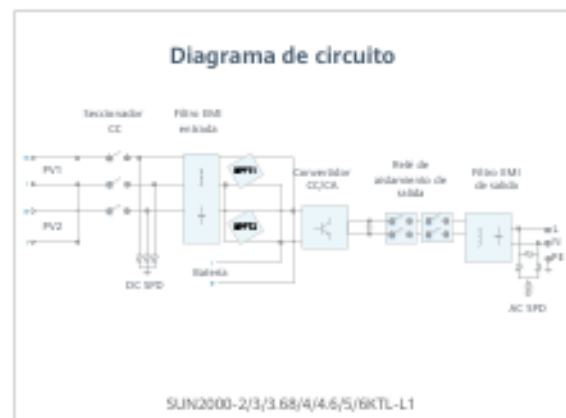 Diagrama de circuito
Seccionador
CC
Filtro EMI
entrada
PV1
PV2
MPPT1
MPPT2
DC SPD
Batería
Convertidor
CC/CA
Relé de
aislamiento de
salida
Filtro EMI
de salida
L
N
PE
AC SPD
SUN2000-2/3/3.68/4/4.6/5/6KTL-L1